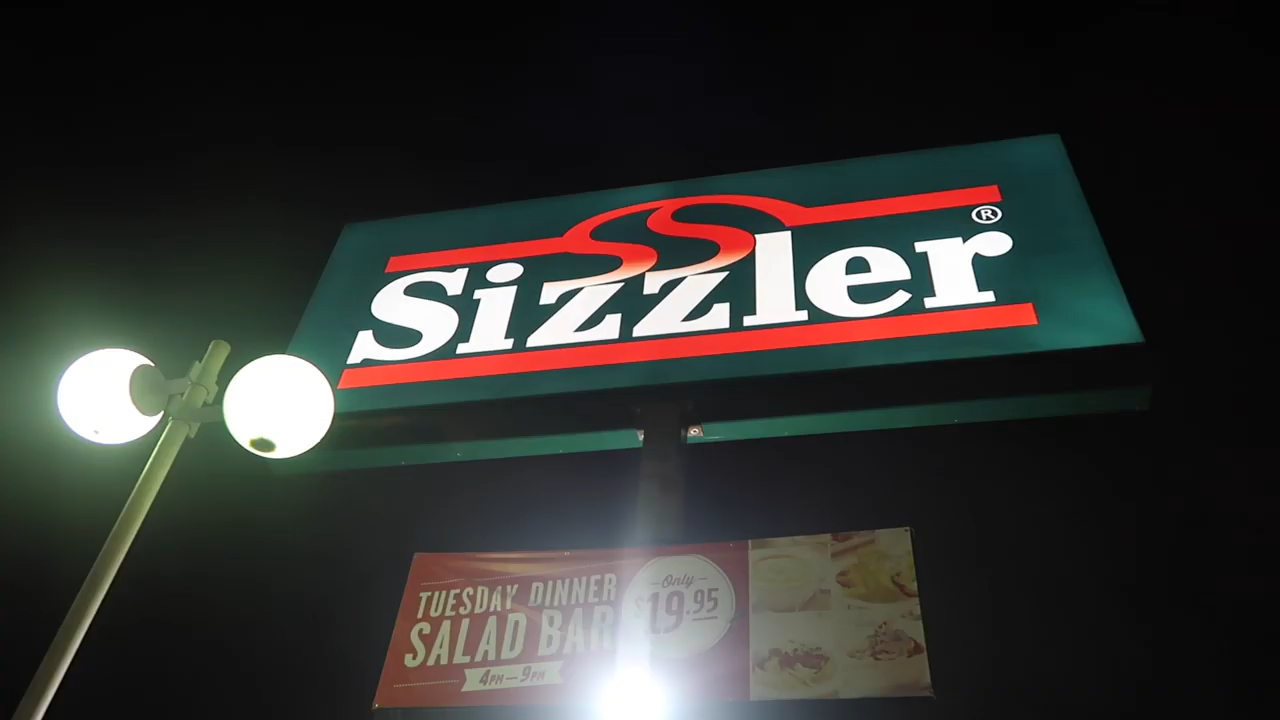 Sizzler®
TUESDAY DINNER
SALAD BAR
4PM—9PM
—Only—
$19.95